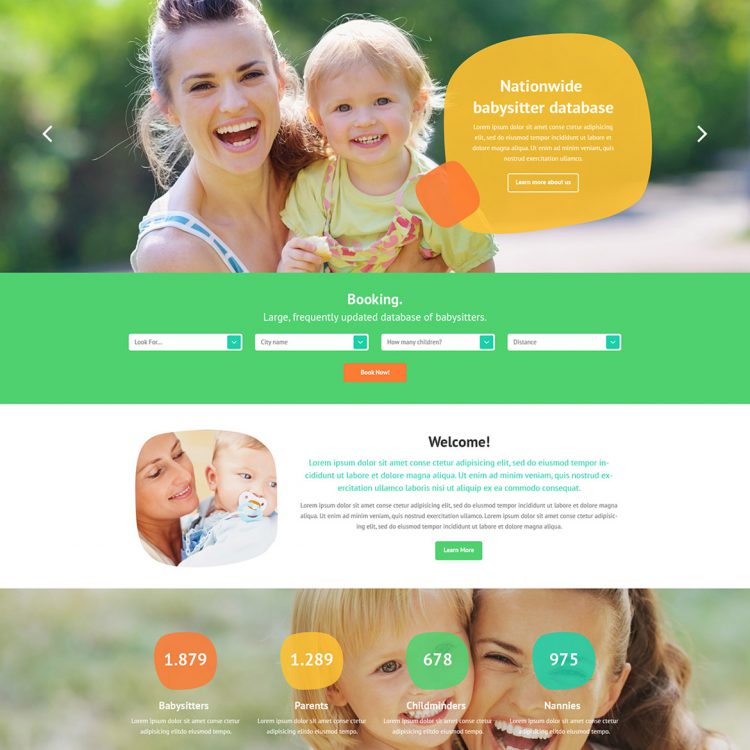 Nationwide
babysitter database
Lorem ipsum dolor sit amet conse ctetur adipisicing
elit, sed do eiusmod tempor incididunt ut labore et dolore
magna aliqua. Ut enim ad minim veniam, quis
nostrud exercitation ullamco.
Learn more about us
Booking.
Large, frequently updated database of babysitters.
Look For...
City name
How many children?
Distance
Book Now!
Welcome!
Lorem ipsum dolor sit amet conse ctetur adipisicing elit, sed do eiusmod tempor in-
cididunt ut labore et dolore magna aliqua. Ut enim ad minim veniam, quis nostrud ex-
ercitation ullamco laboris nisi ut aliquip ex ea commodo consequat.
Lorem ipsum dolor sit amet conse ctetur adipisicing elit, sed do eiusmod tempor incididunt ut labore et dolore magna
aliqua. Ut enim ad minim veniam, quis nostrud. Lorem ipsum dolor sit amet conse ctetur adipisic-
ing elit, sed do eiusmod tempor incididunt ut labore et dolore magna aliqua.
Learn More
1.879
1.289
678
975
Babysitters
Parents
Childminders
Nannies
Lorem ipsum dolor sit amet conse ctetur
adipisicing elitdo eiusmod tempo.
Lorem ipsum dolor sit amet conse ctetur
adipisicing elitdo eiusmod tempo.
Lorem ipsum dolor sit amet conse ctetur
adipisicing elitdo eiusmod tempo.
Lorem ipsum dolor sit amet conse ctetur
adipisicing elitdo eiusmod tempo.